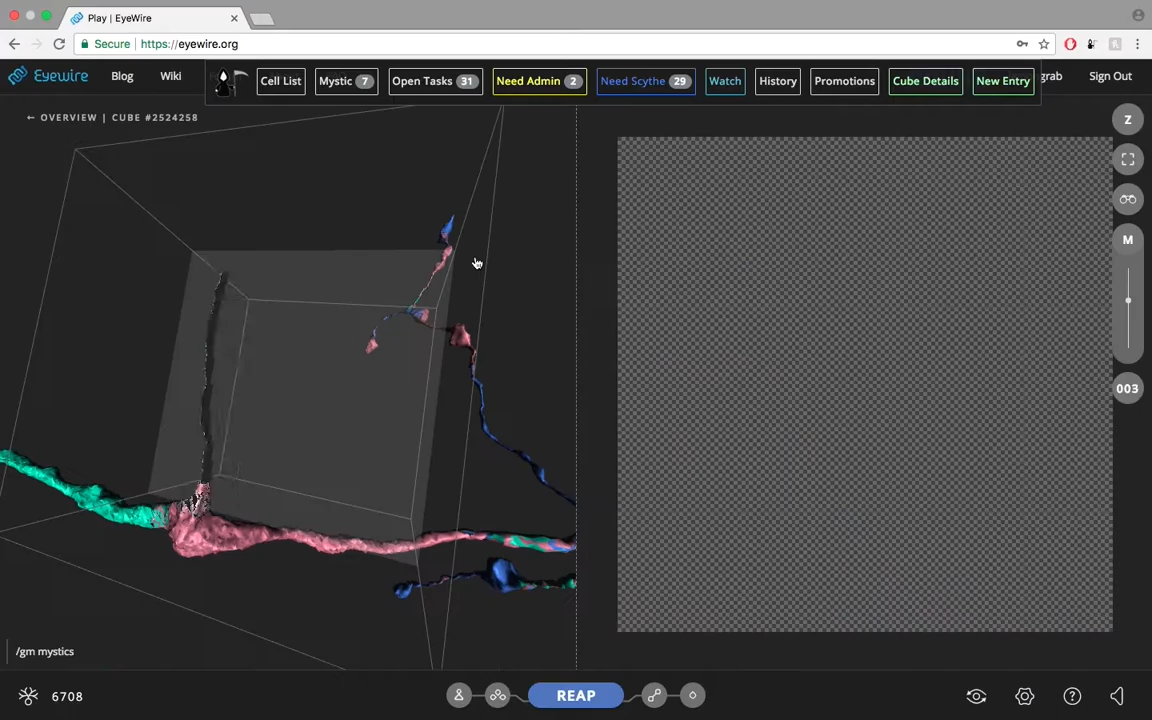 Play | EyeWire
Secure | https://eyewire.org
Eyewire Blog Wiki Cell List Mystic 7 Open Tasks 31 Need Admin 2 Need Scythe 29 Watch History Promotions Cube Details New Entry grab Sign Out
← OVERVIEW | CUBE #2524258
Z
M
003
/gm mystics
6708 REAP